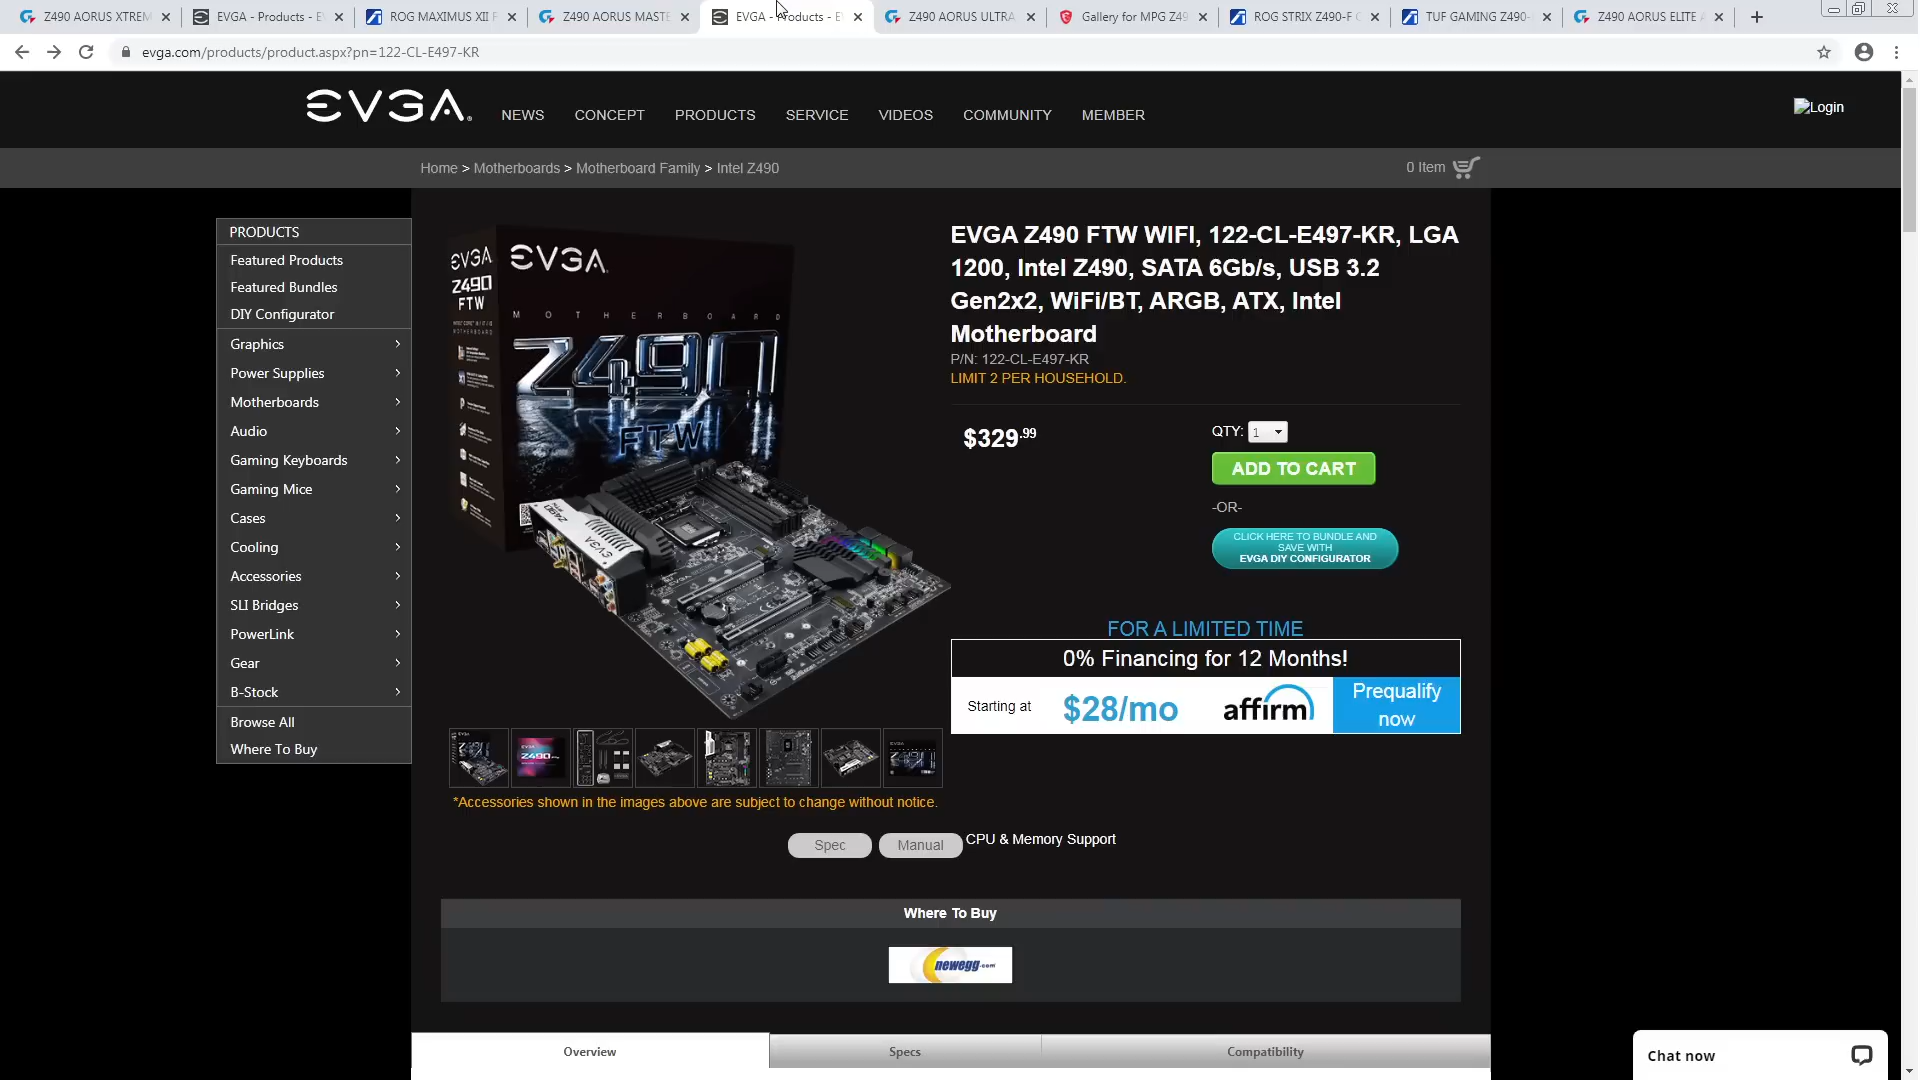 Z490 AORUS XTREM
EVGA - Products - E
ROG MAXIMUS XII F
Z490 AORUS MASTE
EVGA - Products - E
Z490 AORUS ULTRA
Gallery for MPG Z49
ROG STRIX Z490-F G
TUF GAMING Z490-
Z490 AORUS ELITE A
evga.com/products/product.aspx?pn=122-CL-E497-KR
EVGA.
NEWS
CONCEPT
PRODUCTS
SERVICE
VIDEOS
COMMUNITY
MEMBER
Login
Home > Motherboards > Motherboard Family > Intel Z490
0 Item
PRODUCTS
Featured Products
Featured Bundles
DIY Configurator
Graphics
Power Supplies
Motherboards
Audio
Gaming Keyboards
Gaming Mice
Cases
Cooling
Accessories
SLI Bridges
PowerLink
Gear
B-Stock
Browse All
Where To Buy
EVGA
Z490
FTW
EVGA.
MOTHERBOARD
Z490
FTW
EVGA
EVGA Z490 FTW WIFI, 122-CL-E497-KR, LGA
1200, Intel Z490, SATA 6Gb/s, USB 3.2
Gen2x2, WiFi/BT, ARGB, ATX, Intel
Motherboard
P/N: 122-CL-E497-KR
LIMIT 2 PER HOUSEHOLD.
$329.99
QTY: 1
ADD TO CART
-OR-
CLICK HERE TO BUNDLE AND
SAVE WITH
EVGA DIY CONFIGURATOR
FOR A LIMITED TIME
0% Financing for 12 Months!
Starting at
$28/mo
affirm
Prequalify
now
*Accessories shown in the images above are subject to change without notice.
Spec
Manual
CPU & Memory Support
Where To Buy
newegg.com
Overview
Specs
Compatibility
Chat now